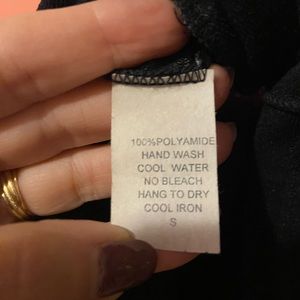 100%POLYAMIDE
HAND WASH
COOL WATER
NO BLEACH
HANG TO DRY
COOL IRON
S